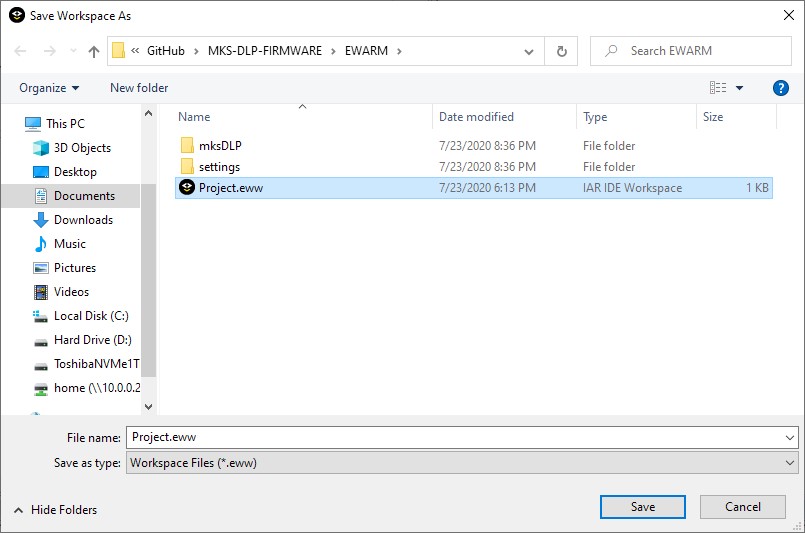 Save Workspace As
« GitHub > MKS-DLP-FIRMWARE > EWARM >
Search EWARM
Organize
New folder
?
Name
Date modified
Type
Size
This PC
3D Objects
Desktop
Documents
Downloads
Music
Pictures
Videos
Local Disk (C:)
Hard Drive (D:)
ToshibaNVMe1T
home (\\10.0.0.2
mksDLP 7/23/2020 8:36 PM File folder
settings 7/23/2020 8:36 PM File folder
Project.eww 7/23/2020 6:13 PM IAR IDE Workspace 1 KB
File name: Project.eww
Save as type: Workspace Files (*.eww)
Hide Folders
Save
Cancel